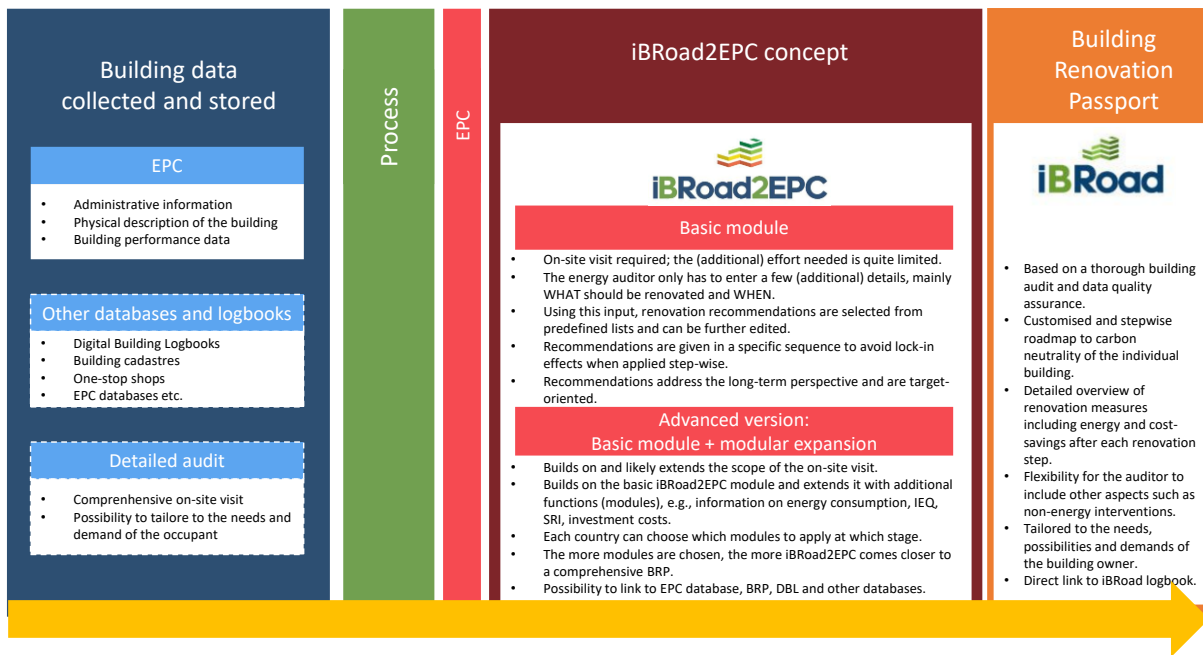 Building data
collected and stored
EPC
• Administrative information
• Physical description of the building
• Building performance data
Other databases and logbooks
• Digital Building Logbooks
• Building cadastres
• One-stop shops
• EPC databases etc.
Detailed audit
• Comprenhensive on-site visit
• Possibility to tailore to the needs and
demand of the occupant
Process
EPC
iBRoad2EPC concept
iBRoad2EPC
Basic module
• On-site visit required; the (additional) effort needed is quite limited.
• The energy auditor only has to enter a few (additional) details, mainly
WHAT should be renovated and WHEN.
• Using this input, renovation recommendations are selected from
predefined lists and can be further edited.
• Recommendations are given in a specific sequence to avoid lock-in
effects when applied step-wise.
• Recommendations address the long-term perspective and are target-
oriented.
Advanced version:
Basic module + modular expansion
• Builds on and likely extends the scope of the on-site visit.
• Builds on the basic iBRoad2EPC module and extends it with additional
functions (modules), e.g., information on energy consumption, IEQ,
SRI, investment costs.
• Each country can choose which modules to apply at which stage.
• The more modules are chosen, the more iBRoad2EPC comes closer to
a comprehensive BRP.
• Possibility to link to EPC database, BRP, DBL and other databases.
Building
Renovation
Passport
iBRoad
• Based on a thorough building
audit and data quality
assurance.
• Customised and stepwise
roadmap to carbon
neutrality of the individual
building.
• Detailed overview of
renovation measures
including energy and cost-
savings after each renovation
step.
• Flexibility for the auditor to
include other aspects such as
non-energy interventions.
• Tailored to the needs,
possibilities and demands of
the building owner.
• Direct link to iBRoad logbook.